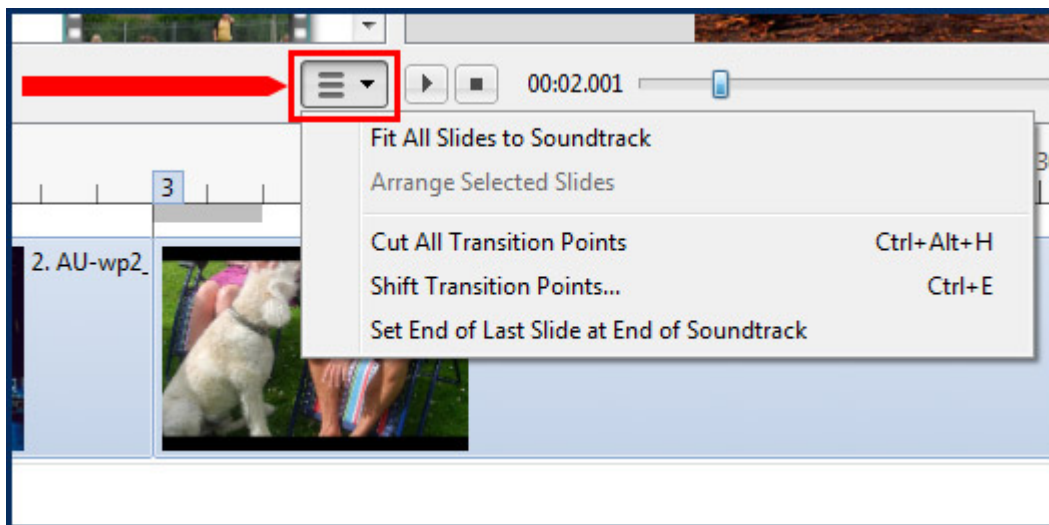 00:02.001
Fit All Slides to Soundtrack
Arrange Selected Slides
3
3
Cut All Transition Points Ctrl+Alt+H
2. AU-wp2_
Shift Transition Points... Ctrl+E
Set End of Last Slide at End of Soundtrack